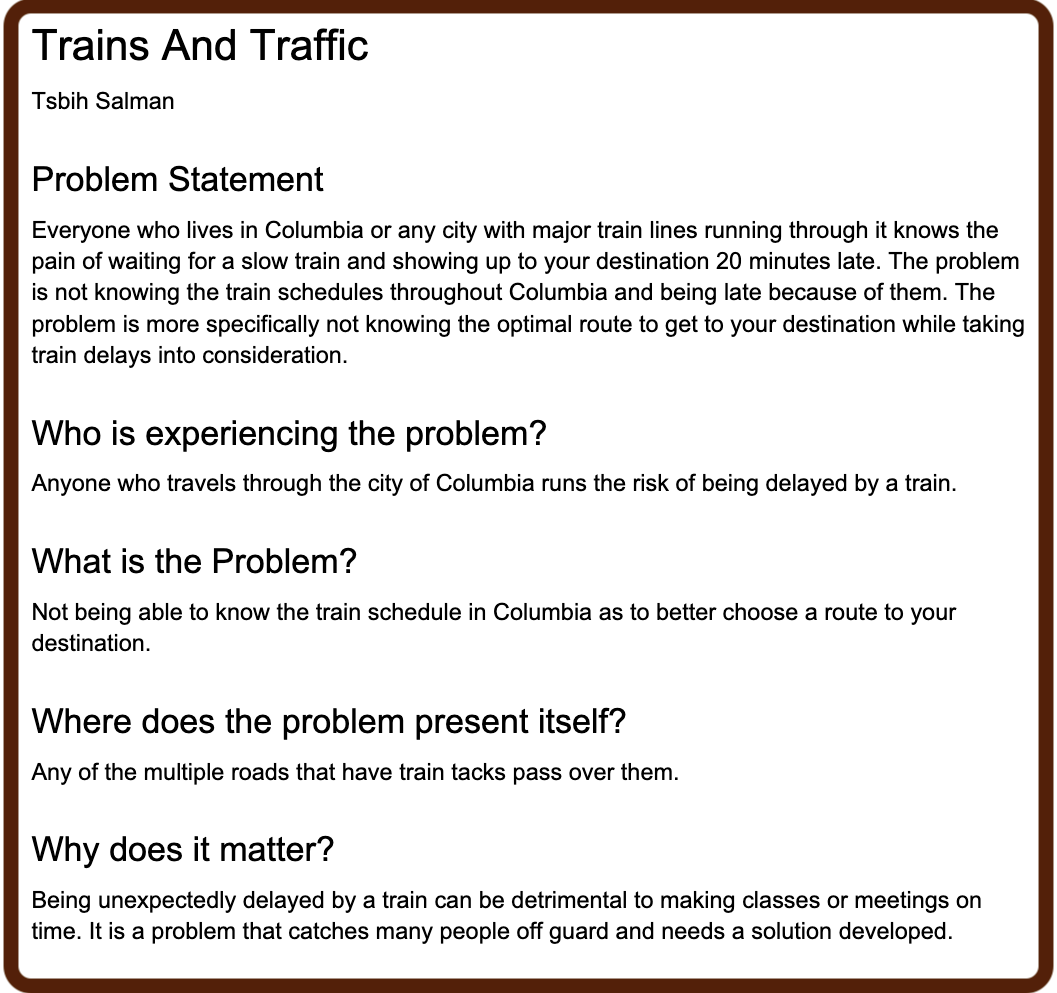 Trains And Traffic
Tsbih Salman
Problem Statement
Everyone who lives in Columbia or any city with major train lines running through it knows the
pain of waiting for a slow train and showing up to your destination 20 minutes late. The problem
is not knowing the train schedules throughout Columbia and being late because of them. The
problem is more specifically not knowing the optimal route to get to your destination while taking
train delays into consideration.
Who is experiencing the problem?
Anyone who travels through the city of Columbia runs the risk of being delayed by a train.
What is the Problem?
Not being able to know the train schedule in Columbia as to better choose a route to your
destination.
Where does the problem present itself?
Any of the multiple roads that have train tacks pass over them.
Why does it matter?
Being unexpectedly delayed by a train can be detrimental to making classes or meetings on
time. It is a problem that catches many people off guard and needs a solution developed.